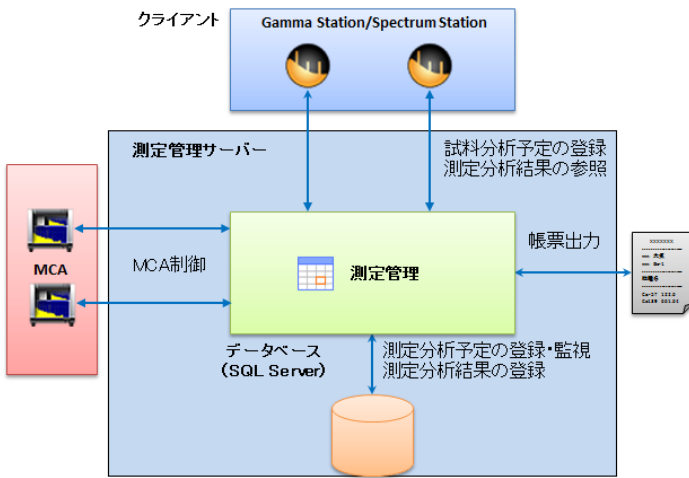 クライアント
Gamma Station/Spectrum Station
測定管理サーバー
試料分析予定の登録
測定分析結果の参照
MCA
MCA制御
測定管理
帳票出力
データベース
(SQL Server)
測定分析予定の登録・監視
測定分析結果の登録